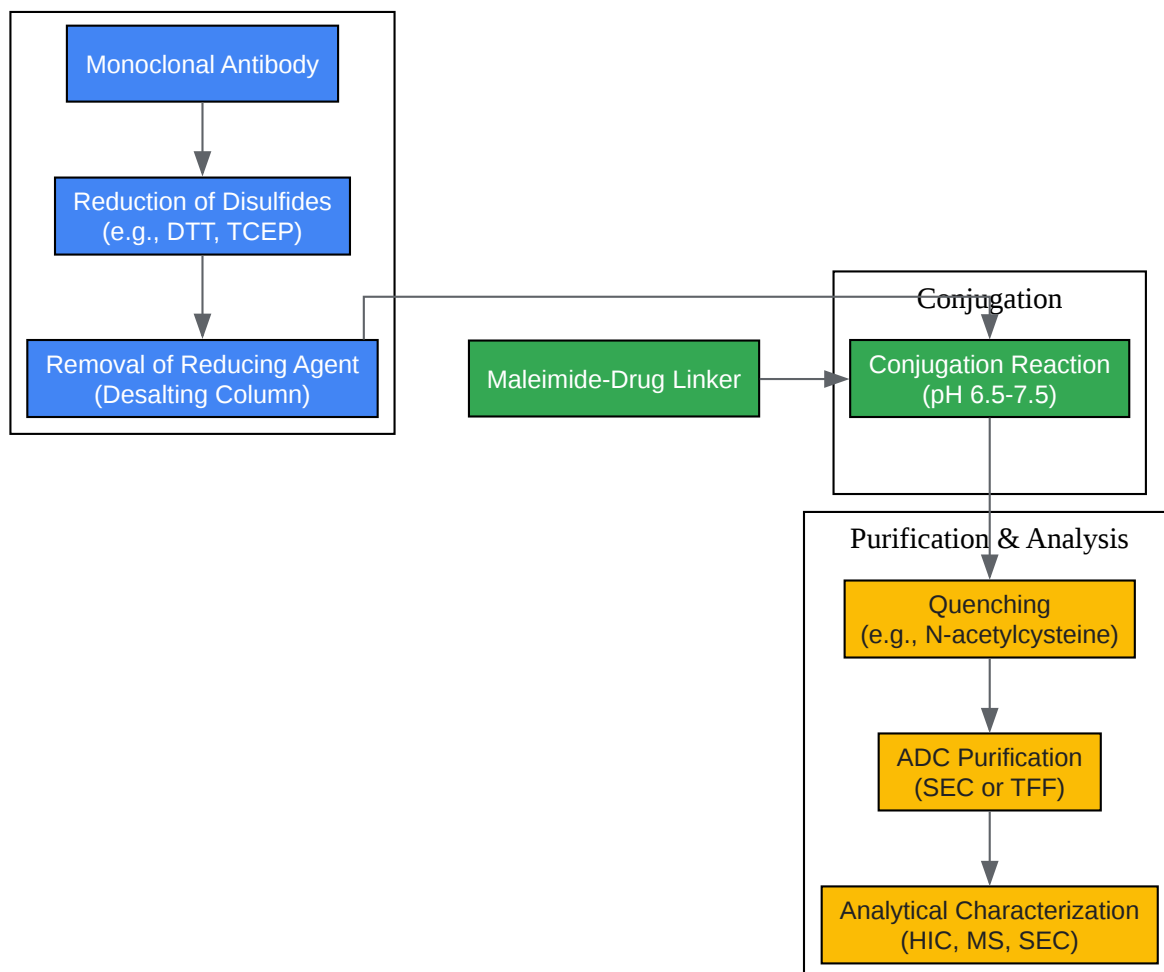 Monoclonal Antibody
Reduction of Disulfides
(e.g., DTT, TCEP)
Removal of Reducing Agent
(Desalting Column)
Maleimide-Drug Linker
Conjugation
Conjugation Reaction
(pH 6.5-7.5)
Purification & Analysis
Quenching
(e.g., N-acetylcysteine)
ADC Purification
(SEC or TFF)
Analytical Characterization
(HIC, MS, SEC)